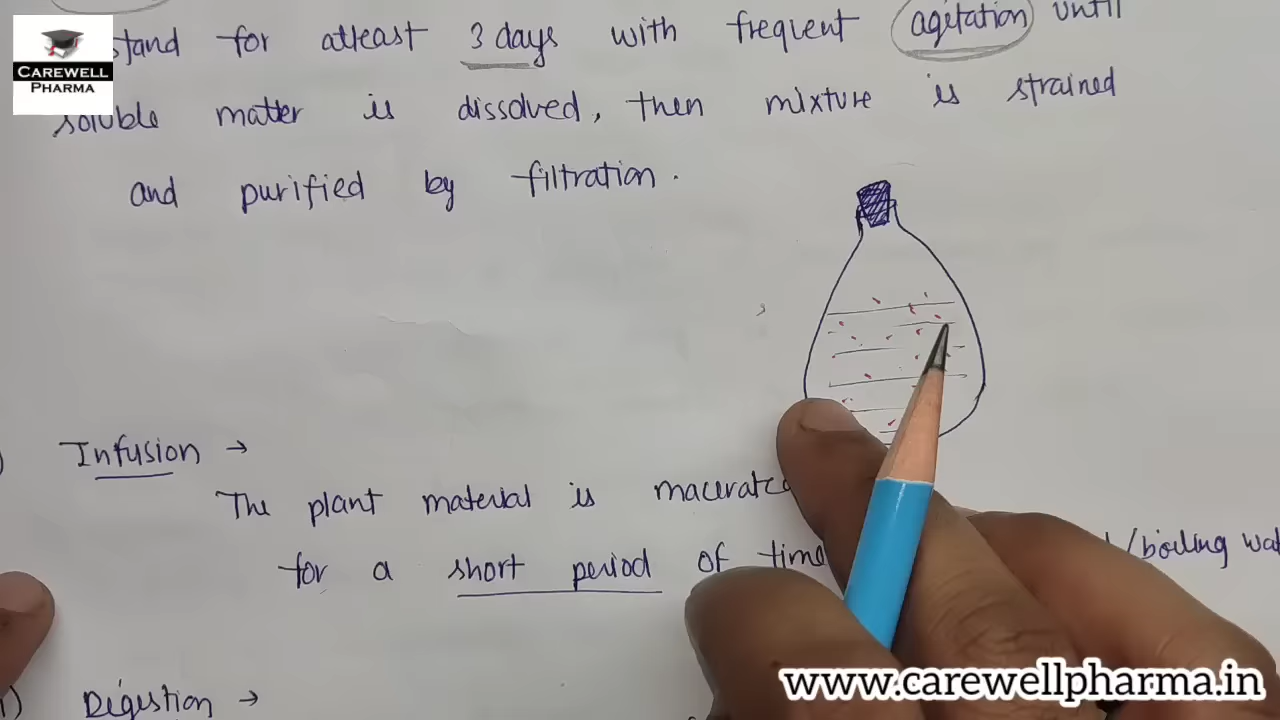 stand for atleast 3 days with frequent agitation until
CAREWELL
PHARMA
soluble matter is dissolved, then mixture is strained
and purified by filtration.
Infusion →
The plant material is macerated
for a short period of time /boiling wat
Digestion →
www.carewellpharma.in